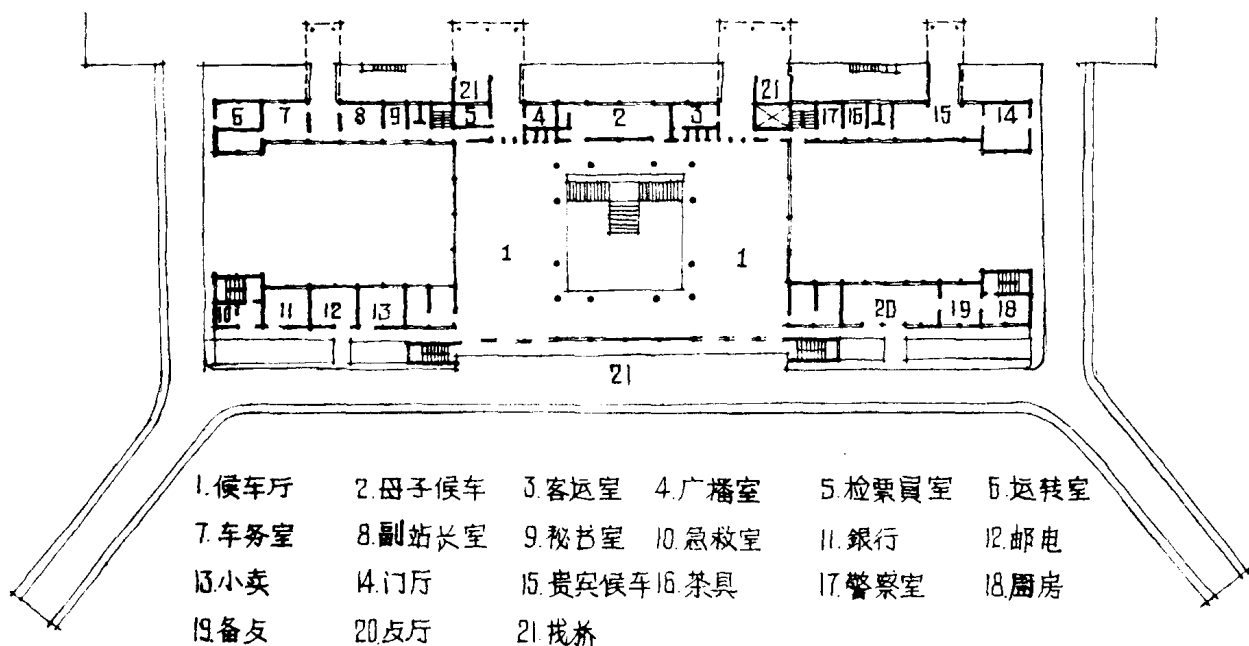 21 21
6 7 8 9 5 4 2 3 17 16 15 14
1 1
10 11 12 13 20 19 18
21
1.候车厅 2.母子候车 3.客运室 4.广播室 5.检票員室 6.运转室
7.车务室 8.副站长室 9.秘书室 10.急救室 11.銀行 12.邮电
13.小卖 14.门厅 15.贵宾候车 16.茶具 17.警察室 18.厨房
19.备歺 20.歺厅 21.栈桥